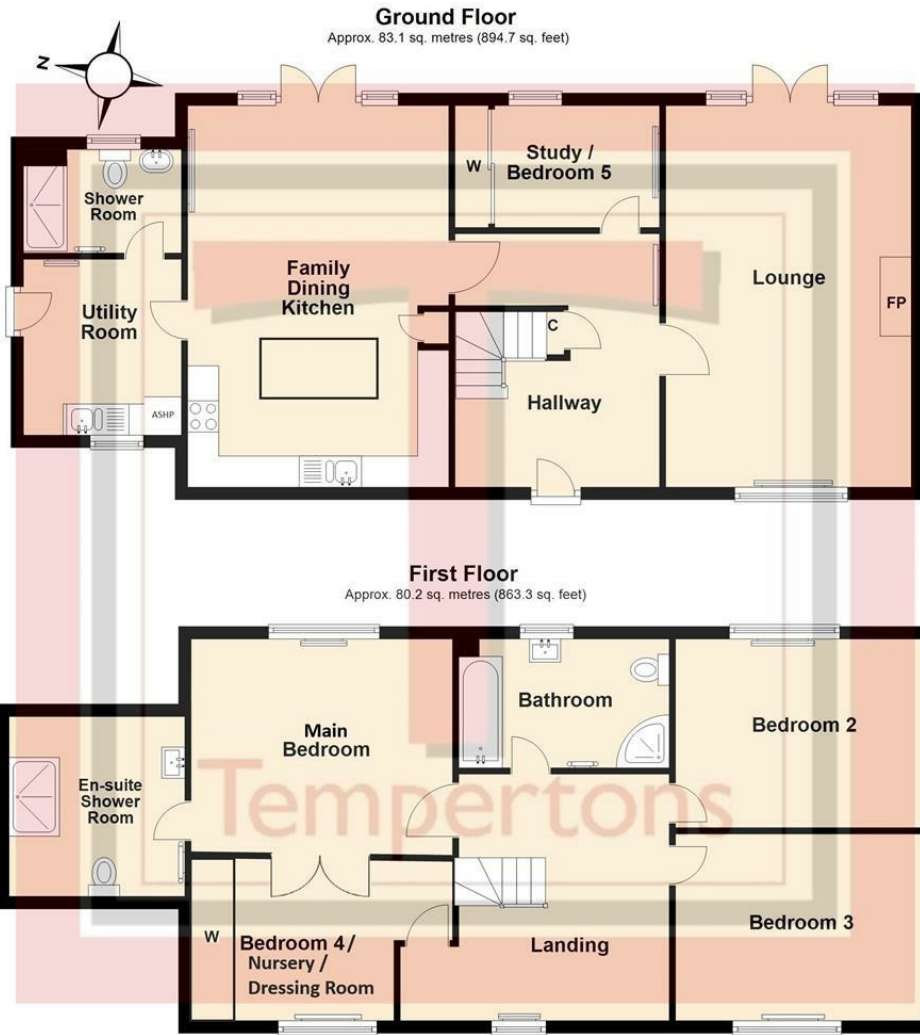 Ground Floor
Approx. 83.1 sq. metres (894.7 sq. feet)
N
Shower
Room
W
Study /
Bedroom 5
Family
Dining
Kitchen
Lounge
FP
Utility
Room
C
Hallway
ASHP
First Floor
Approx. 80.2 sq. metres (863.3 sq. feet)
Main
Bedroom
Bathroom
Bedroom 2
En-suite
Shower
Room
Tempertons
W
Bedroom 4 /
Nursery /
Dressing Room
Landing
Bedroom 3